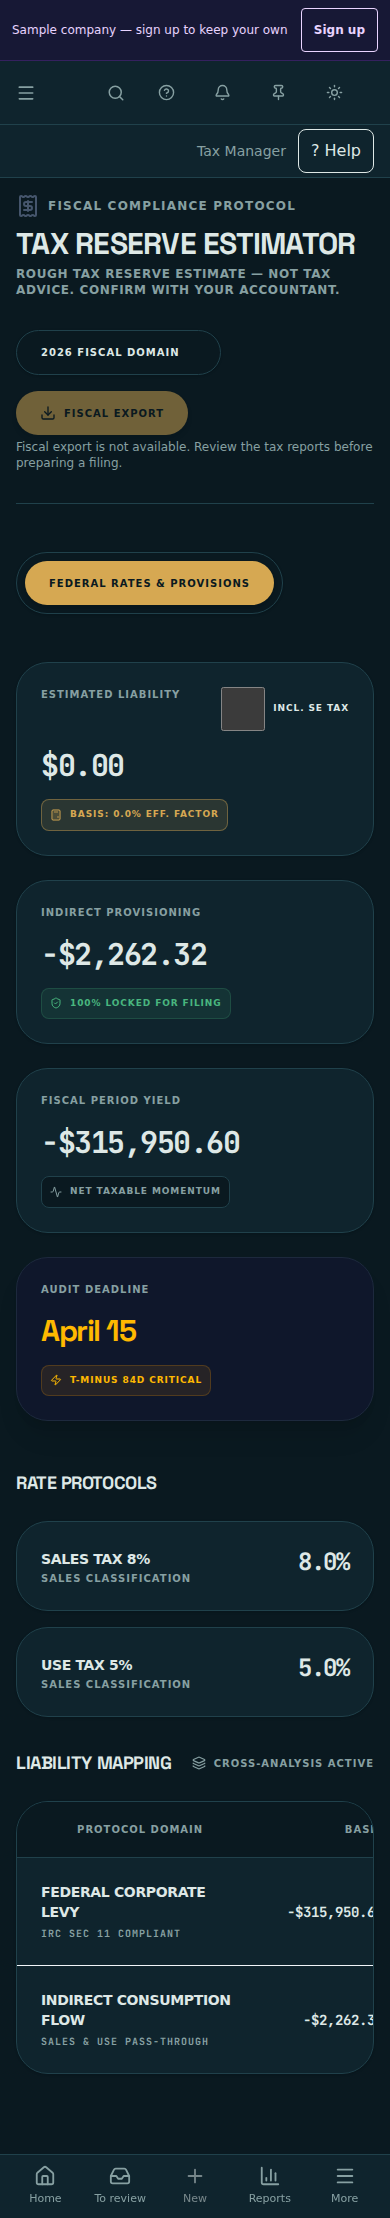 Sample company — sign up to keep your own
Sign up
Tax Manager
? Help
FISCAL COMPLIANCE PROTOCOL
TAX RESERVE ESTIMATOR
ROUGH TAX RESERVE ESTIMATE — NOT TAX
ADVICE. CONFIRM WITH YOUR ACCOUNTANT.
2026 FISCAL DOMAIN
FISCAL EXPORT
Fiscal export is not available. Review the tax reports before
preparing a filing.
FEDERAL RATES & PROVISIONS
ESTIMATED LIABILITY
INCL. SE TAX
$0.00
BASIS: 0.0% EFF. FACTOR
INDIRECT PROVISIONING
-$2,262.32
100% LOCKED FOR FILING
FISCAL PERIOD YIELD
-$315,950.60
NET TAXABLE MOMENTUM
AUDIT DEADLINE
April 15
T-MINUS 84D CRITICAL
RATE PROTOCOLS
SALES TAX 8%
8.0%
SALES CLASSIFICATION
USE TAX 5%
5.0%
SALES CLASSIFICATION
LIABILITY MAPPING
CROSS-ANALYSIS ACTIVE
PROTOCOL DOMAIN
FEDERAL CORPORATE
LEVY
-$315,950.6
IRC SEC 11 COMPLIANT
INDIRECT CONSUMPTION
FLOW
-$2,262.3
SALES & USE PASS-THROUGH
Home
To review
New
Reports
More